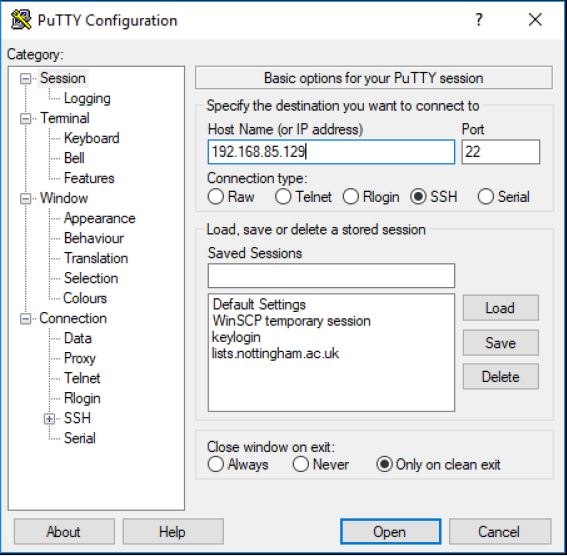 PuTTY Configuration
?
Category:
Session
Logging
Terminal
Keyboard
Bell
Features
Window
Appearance
Behaviour
Translation
Selection
Colours
Connection
Data
Proxy
Telnet
Rlogin
SSH
Serial
Basic options for your PuTTY session
Specify the destination you want to connect to
Host Name (or IP address) Port
192.168.85.129 22
Connection type:
Raw Telnet Rlogin SSH Serial
Load, save or delete a stored session
Saved Sessions
Default Settings
WinSCP temporary session
keylogin
lists.nottingham.ac.uk
Load
Save
Delete
Close window on exit:
Always Never Only on clean exit
About Help Open Cancel